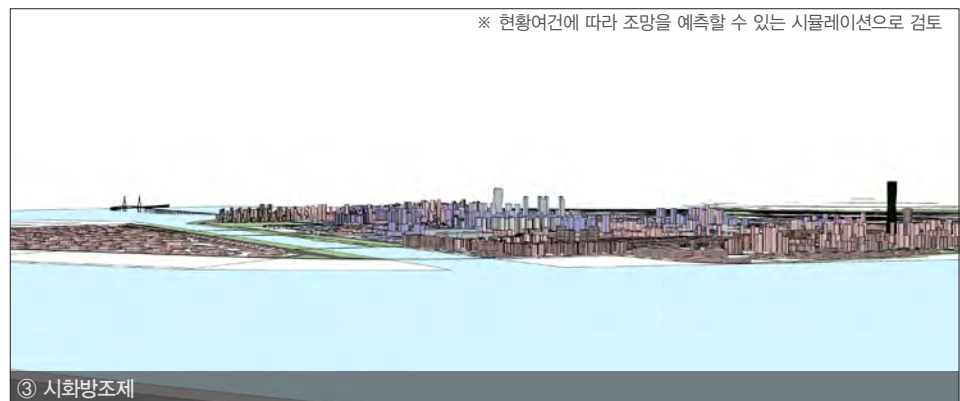 ※ 현황여건에 따라 조망을 예측할 수 있는 시뮬레이션으로 검토
③ 시화방조제